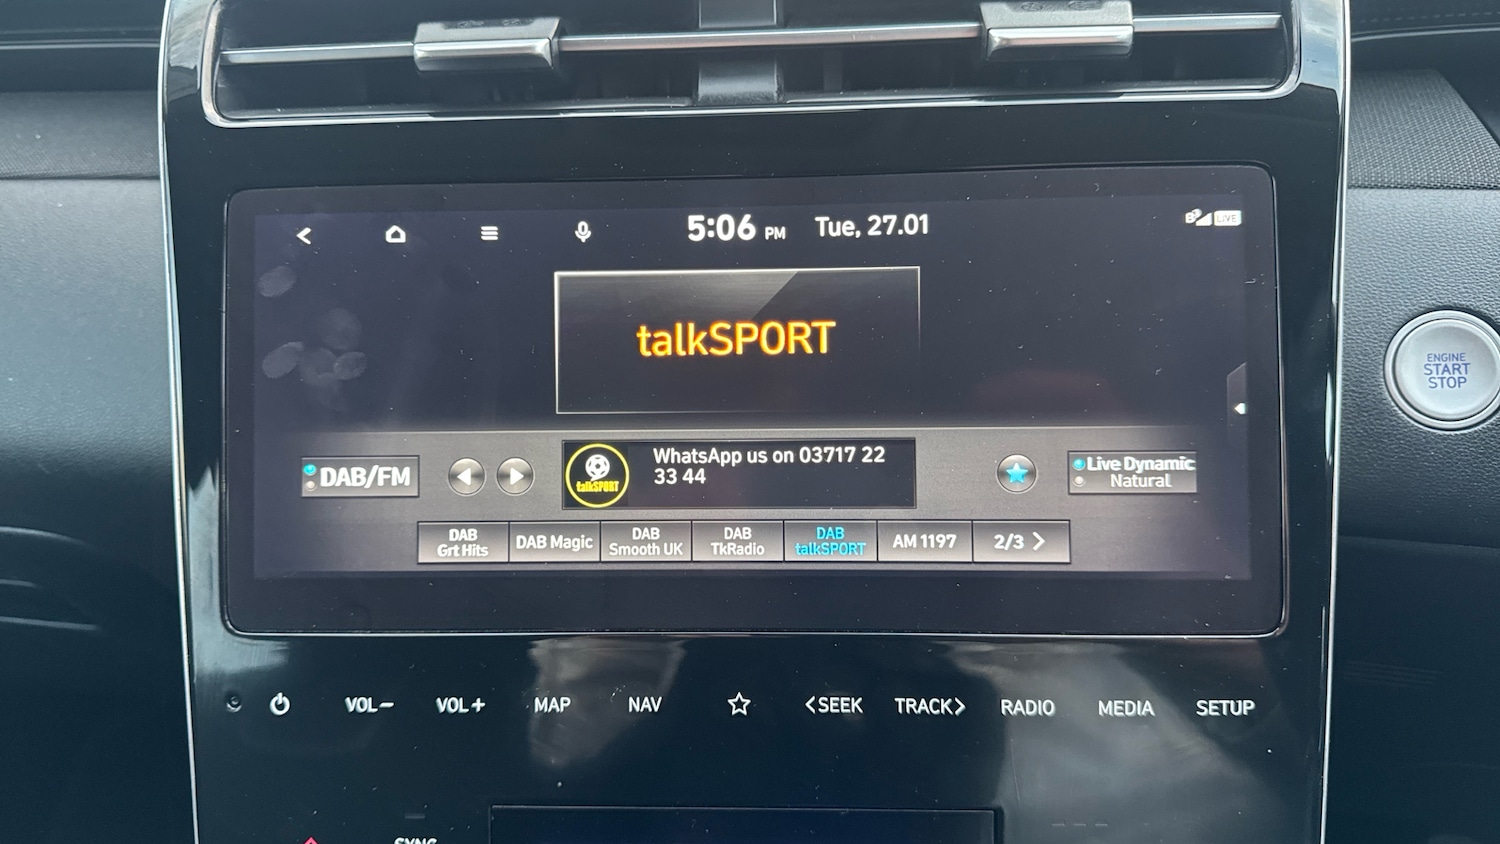 5:06 PM Tue, 27.01
LIVE
talkSPORT
ENGINE
START
STOP
DAB/FM
talkSPORT
WhatsApp us on 03717 22
33 44
Live Dynamic
Natural
DAB
Grt Hits
DAB Magic
DAB
Smooth UK
DAB
TkRadio
DAB
talkSPORT
AM 1197
2/3 >
VOL-
VOL+
MAP
NAV
<SEEK
TRACK>
RADIO
MEDIA
SETUP
SYNC